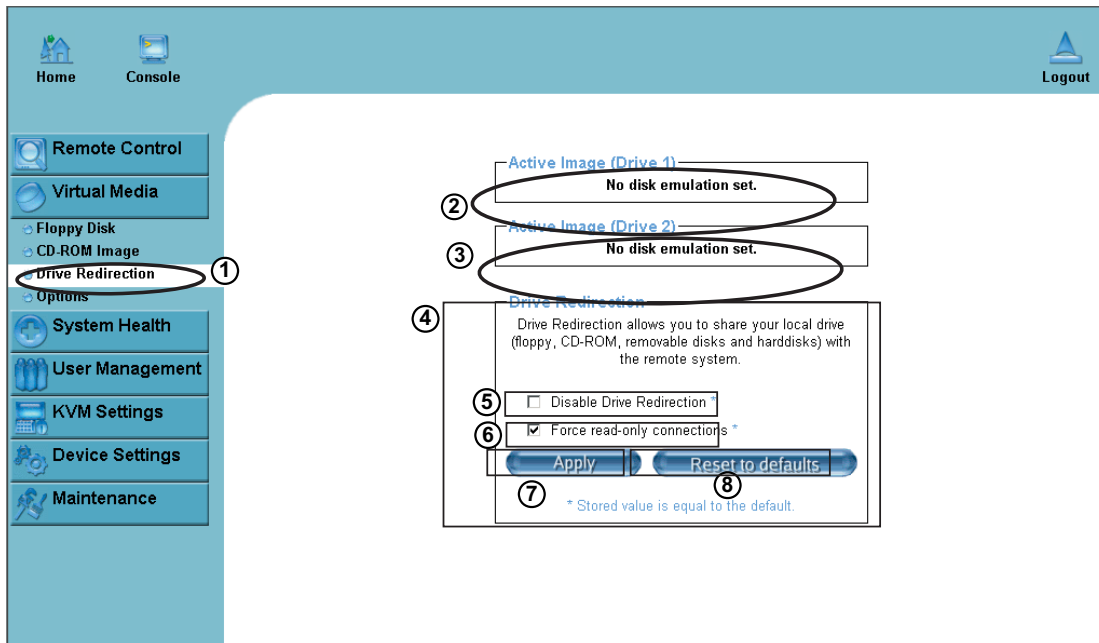 Home
Console
Logout
Remote Control
Virtual Media
Floppy Disk
CD-ROM Image
Drive Redirection
Options
System Health
User Management
KVM Settings
Device Settings
Maintenance
1
Active Image (Drive 1)
No disk emulation set.
2
Active Image (Drive 2)
No disk emulation set.
3
Drive Redirection
4
Drive Redirection allows you to share your local drive
(floppy, CD-ROM, removable disks and harddisks) with
the remote system.
5
Disable Drive Redirection *
6
Force read-only connections *
Apply
Reset to defaults
7
8
* Stored value is equal to the default.